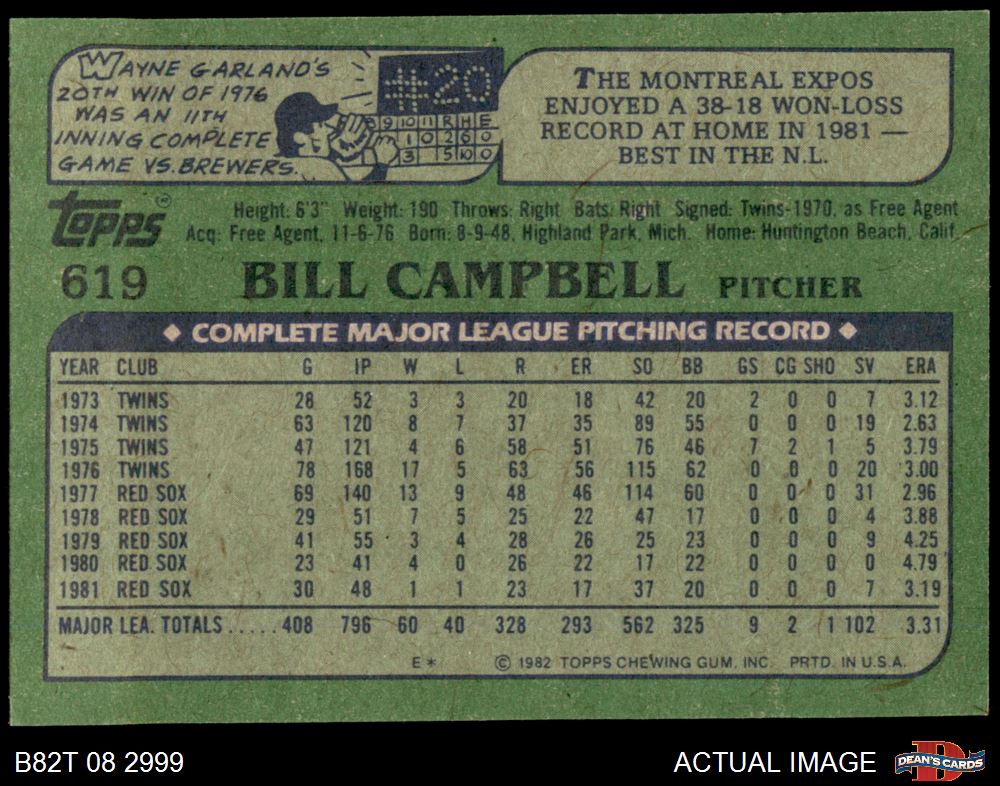 WAYNE GARLAND'S
20TH WIN OF 1976
WAS AN 11TH
INNING COMPLETE
GAME VS. BREWERS.
#20
9 10 11 R H E
0 1 0 2 6 0
3 1 5 10 0
THE MONTREAL EXPOS
ENJOYED A 38-18 WON-LOSS
RECORD AT HOME IN 1981 —
BEST IN THE N.L.
TOPPS®
Height: 6'3" Weight: 190 Throws: Right Bats: Right Signed: Twins-1970, as Free Agent
Acq: Free Agent, 11-6-76 Born: 8-9-48, Highland Park, Mich. Home: Huntington Beach, Calif.
619 BILL CAMPBELL PITCHER
◆ COMPLETE MAJOR LEAGUE PITCHING RECORD ◆
YEAR CLUB G IP W L R ER SO BB GS CG SHO SV ERA
1973 TWINS 28 52 3 3 20 18 42 20 2 0 0 7 3.12
1974 TWINS 63 120 8 7 37 35 89 55 0 0 0 19 2.63
1975 TWINS 47 121 4 6 58 51 76 46 7 2 1 5 3.79
1976 TWINS 78 168 17 5 63 56 115 62 0 0 0 20 3.00
1977 RED SOX 69 140 13 9 48 46 114 60 0 0 0 31 2.96
1978 RED SOX 29 51 7 5 25 22 47 17 0 0 0 4 3.88
1979 RED SOX 41 55 3 4 28 26 25 23 0 0 0 9 4.25
1980 RED SOX 23 41 4 0 26 22 17 22 0 0 0 0 4.79
1981 RED SOX 30 48 1 1 23 17 37 20 0 0 0 7 3.19
MAJOR LEA. TOTALS.....408 796 60 40 328 293 562 325 9 2 1 102 3.31
E* © 1982 TOPPS CHEWING GUM, INC. PRTD. IN U.S.A.
B82T 08 2999
ACTUAL IMAGE
D
DEAN'S CARDS